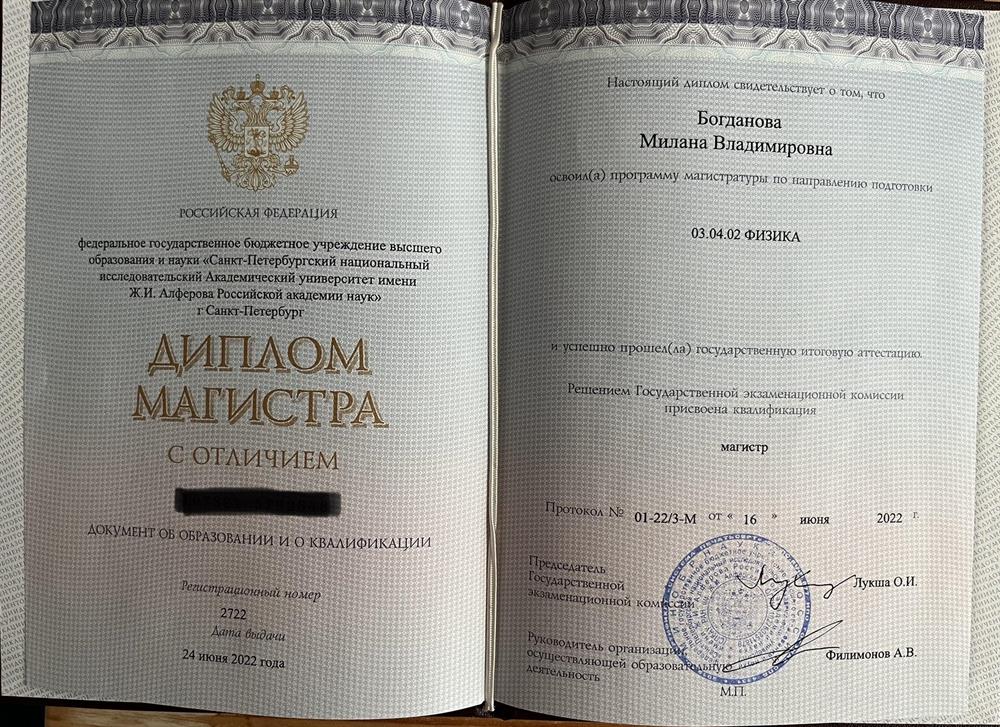 РОССИЙСКАЯ ФЕДЕРАЦИЯ
федеральное государственное бюджетное учреждение высшего
образования и науки «Санкт-Петербургский национальный
исследовательский Академический университет имени
Ж.И. Алферова Российской академии наук»
г Санкт-Петербург
ДИПЛОМ
МАГИСТРА
С ОТЛИЧИЕМ
ДОКУМЕНТ ОБ ОБРАЗОВАНИИ И О КВАЛИФИКАЦИИ
Регистрационный номер
2722
Дата выдачи
24 июня 2022 года
Настоящий диплом свидетельствует о том, что
Богданова
Милана Владимировна
освоил(а) программу магистратуры по направлению подготовки
03.04.02 ФИЗИКА
и успешно прошел(ла) государственную итоговую аттестацию.
Решением Государственной экзаменационной комиссии
присвоена квалификация
магистр
Протокол № 01-22/3-М от « 16 » июня 2022 г.
Председатель
Государственной
экзаменационной комиссии
Лукша О.И.
Руководитель организации,
осуществляющей образовательную
деятельность
Филимонов А.В.
М.П.